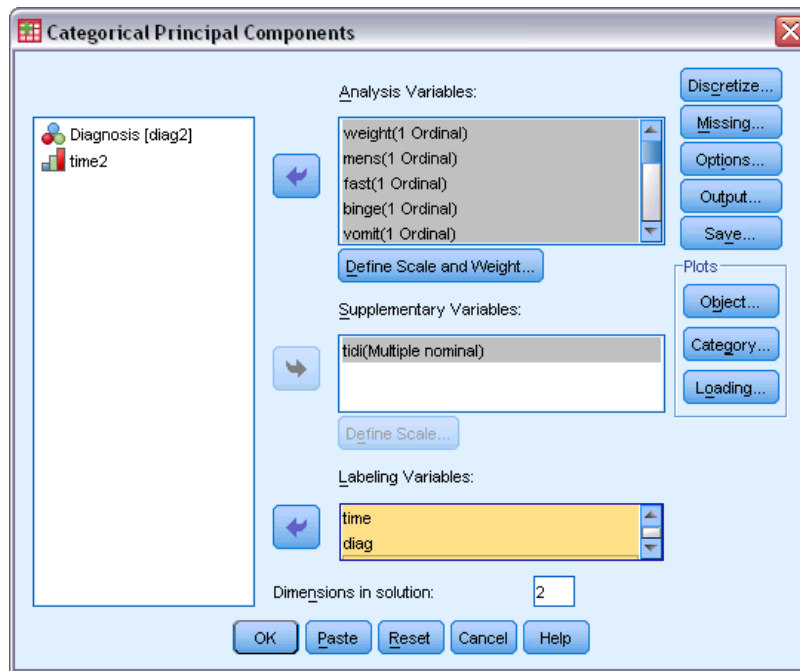 Categorical Principal Components
Diagnosis [diag2]
time2
Analysis Variables:
weight(1 Ordinal)
mens(1 Ordinal)
fast(1 Ordinal)
binge(1 Ordinal)
vomit(1 Ordinal)
Define Scale and Weight...
Supplementary Variables:
tidi(Multiple nominal)
Define Scale...
Labeling Variables:
time
diag
Dimensions in solution:
2
Discretize...
Missing...
Options...
Output...
Save...
Plots
Object...
Category...
Loading...
OK
Paste
Reset
Cancel
Help